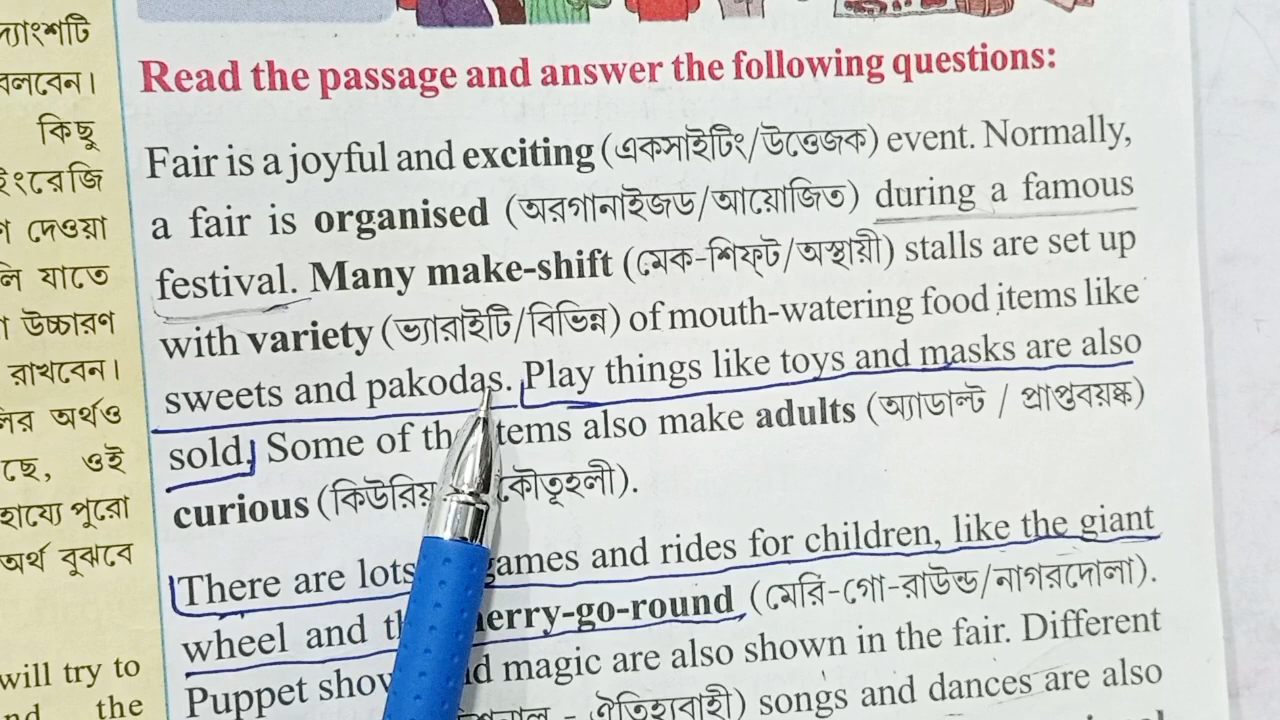 বলবেন।
কিছু
ইংরেজি
দেওয়া
যাতে
উচ্চারণ
রাখবেন।
অর্থও
ছে, ওই
হায্যে পুরো
অর্থ বুঝবে
will try to
the
Read the passage and answer the following questions:
Fair is a joyful and exciting (একসাইটিং/উত্তেজক) event. Normally,
a fair is organised (অরগানাইজড/আয়োজিত) during a famous
festival. Many make-shift (মেক-শিফ্ট/অস্থায়ী) stalls are set up
with variety (ভ্যারাইটি/বিভিন্ন) of mouth-watering food items like
sweets and pakodas. Play things like toys and masks are also
sold. Some of th tems also make adults (অ্যাডাল্ট / প্রাপ্তবয়স্ক)
curious (কিউরিয় কৌতূহলী).
There are lots games and rides for children, like the giant
wheel and th erry-go-round (মেরি-গো-রাউন্ড/নাগরদোলা).
Puppet show d magic are also shown in the fair. Different
ঐতিহ্যবাহী) songs and dances are also